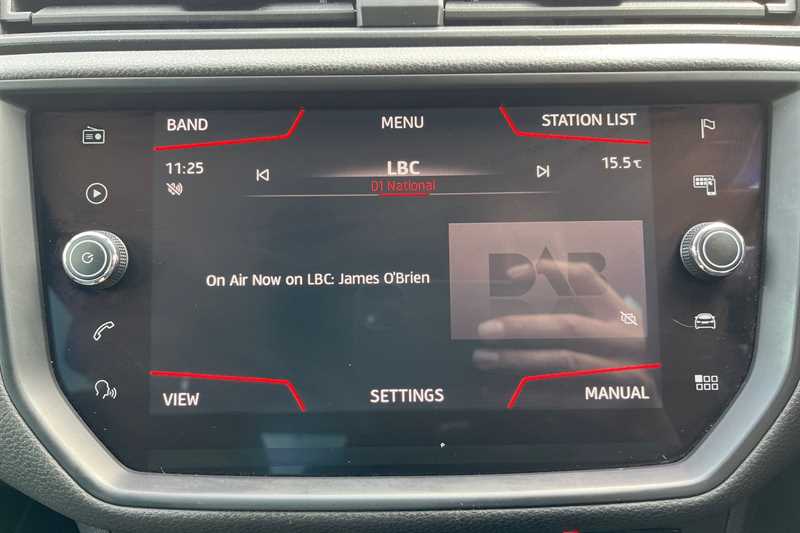 BAND MENU STATION LIST
11:25 LBC 15.5℃
D1 National
On Air Now on LBC: James O'Brien
DAB
VIEW SETTINGS MANUAL